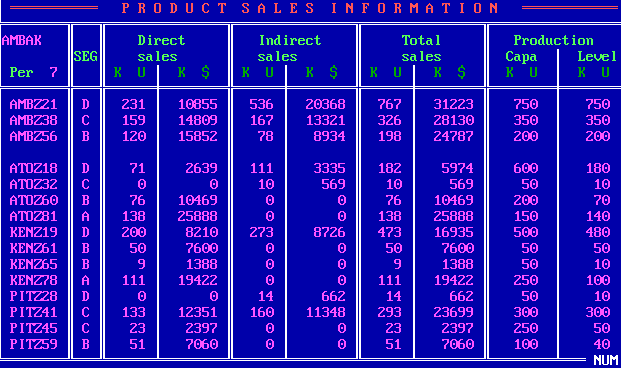 PRODUCT SALES INFORMATION
AMBAK SEG Direct sales Indirect sales Total sales Production
Capa Level
Per 7 K U K $ K U K $ K U K $ K U K U
AMBZ21 D 231 10855 536 20368 767 31223 750 750
AMBZ38 C 159 14809 167 13321 326 28130 350 350
AMBZ56 B 120 15852 78 8934 198 24787 200 200
ATOZ18 D 71 2639 111 3335 182 5974 600 180
ATOZ32 C 0 0 10 569 10 569 50 10
ATOZ60 B 76 10469 0 0 76 10469 200 70
ATOZ81 A 138 25888 0 0 138 25888 150 140
KENZ19 D 200 8210 273 8726 473 16935 500 480
KENZ61 B 50 7600 0 0 50 7600 50 50
KENZ65 B 9 1388 0 0 9 1388 50 10
KENZ78 A 111 19422 0 0 111 19422 250 100
PITZ28 D 0 0 14 662 14 662 50 10
PITZ41 C 133 12351 160 11348 293 23699 300 300
PITZ45 C 23 2397 0 0 23 2397 250 50
PITZ59 B 51 7060 0 0 51 7060 100 40
NUM